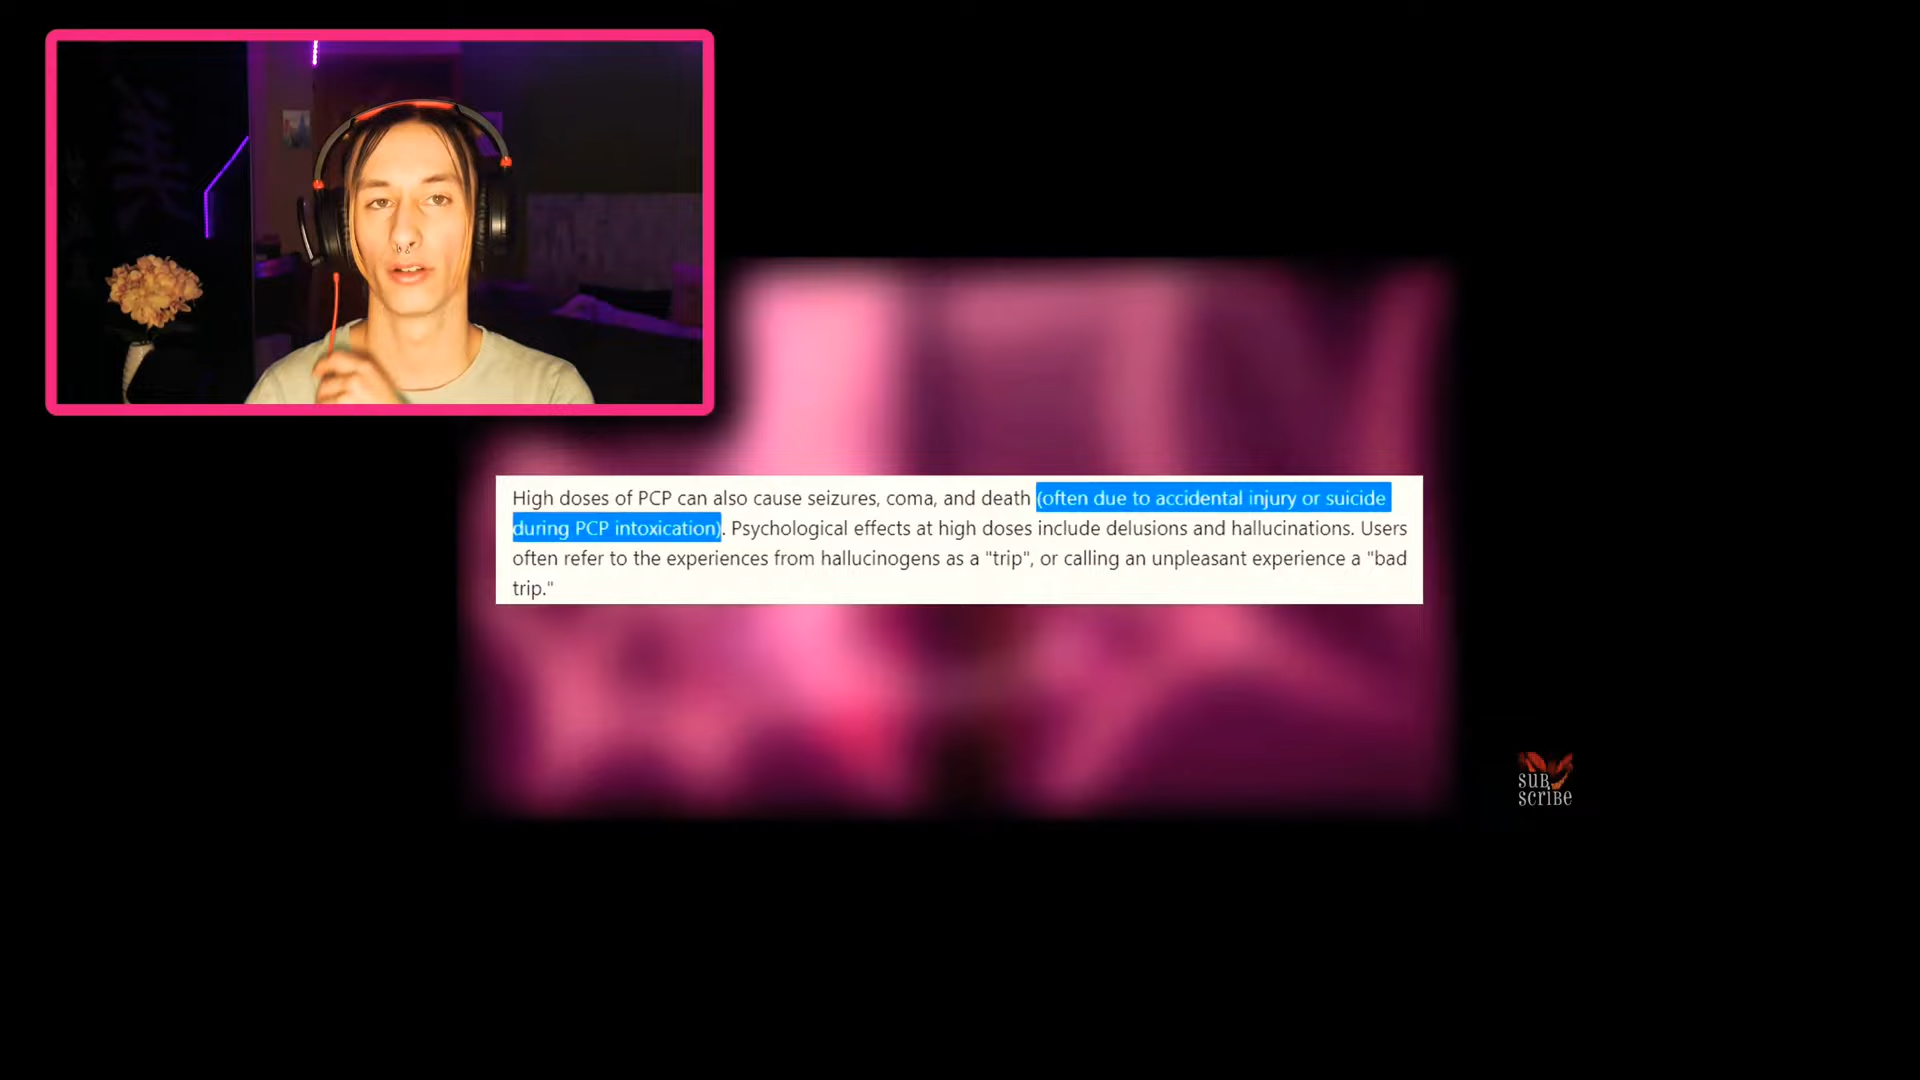 High doses of PCP can also cause seizures, coma, and death (often due to accidental injury or suicide
during PCP intoxication). Psychological effects at high doses include delusions and hallucinations. Users
often refer to the experiences from hallucinogens as a "trip", or calling an unpleasant experience a "bad
trip."
SUB
SCRIBE